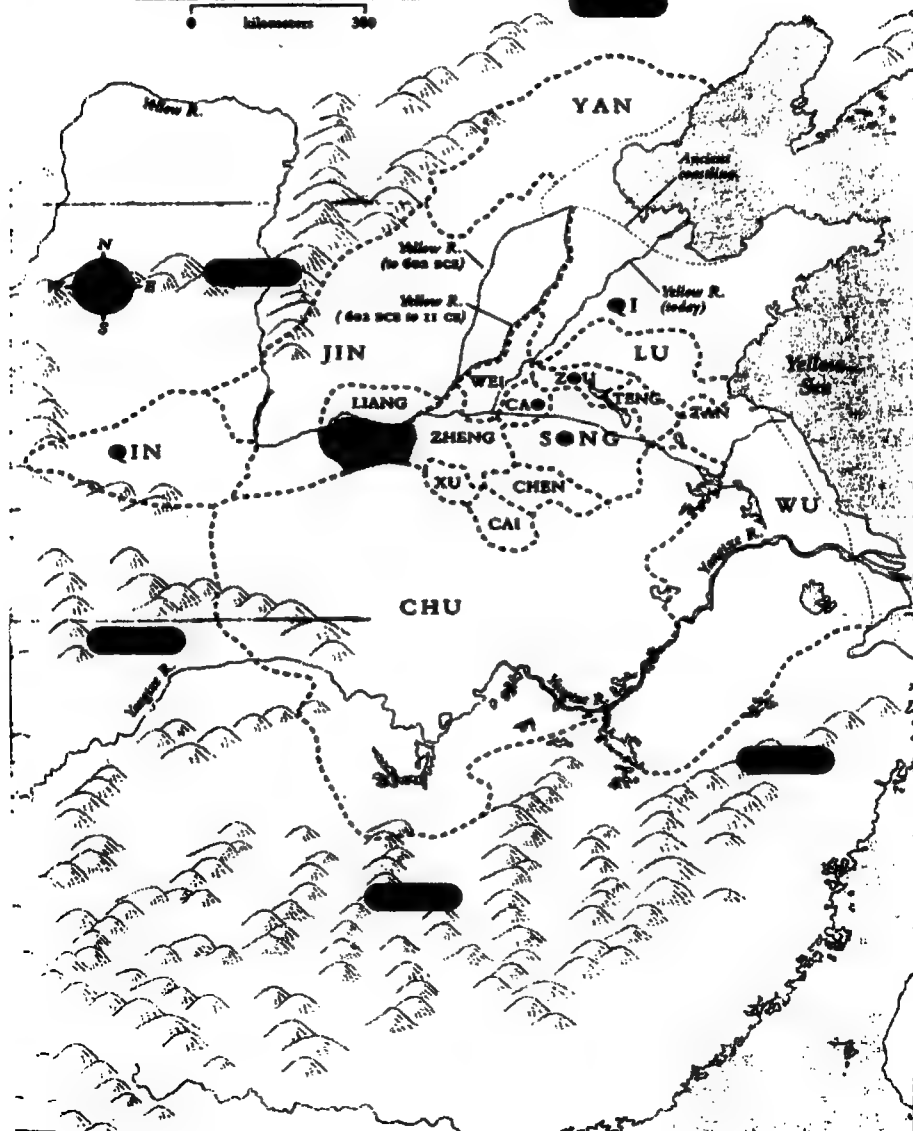 0 kilometers 300
YAN
Yellow R.
Ancient
coastline
N
Yellow R.
(to 602 BCE)
W E
Yellow R.
(602 BCE to 11 CE)
Yellow R.
(today)
QI
S
JIN
LU
Yellow
Sea
WEI
ZOU
LIANG
CAO
TENG
TAN
QIN
ZHENG
SONG
XU
CHEN
WU
CAI
Yangtze R.
CHU
Yangtze R.
Yangtze R.